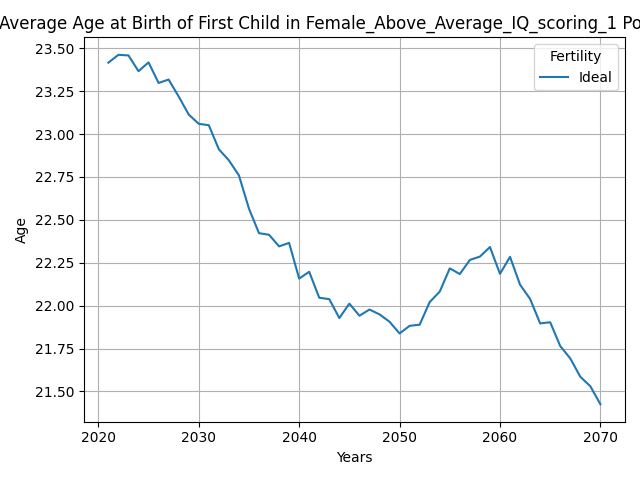 Average Age at Birth of First Child in Female_Above_Average_IQ_scoring_1 Po
Fertility
Ideal
23.50
23.25
23.00
22.75
22.50
22.25
22.00
21.75
21.50
Age
2020 2030 2040 2050 2060 2070
Years